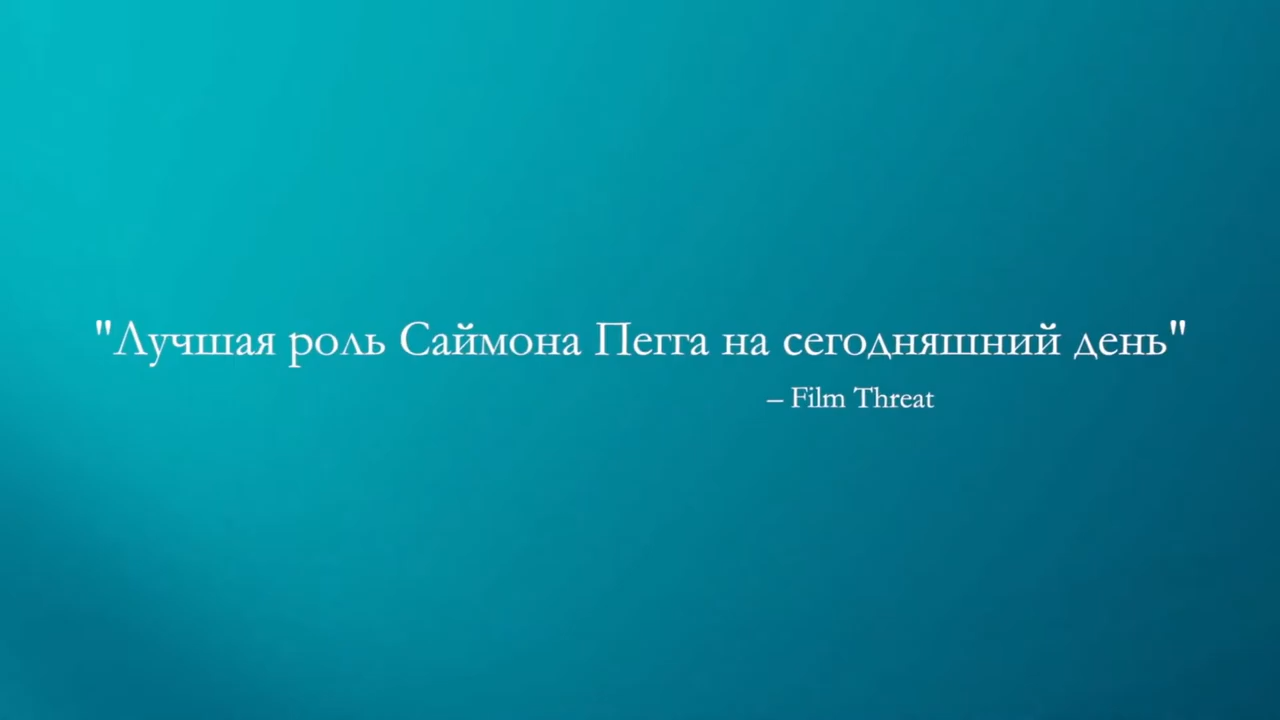 "Лучшая роль Саймона Пегга на сегодняшний день"
– Film Threat